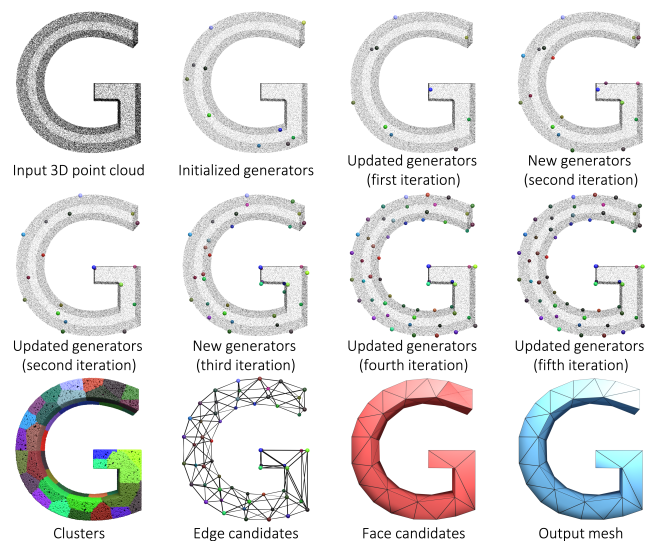 Input 3D point cloud
Initialized generators
Updated generators
(first iteration)
New generators
(second iteration)
Updated generators
(second iteration)
New generators
(third iteration)
Updated generators
(fourth iteration)
Updated generators
(fifth iteration)
Clusters
Edge candidates
Face candidates
Output mesh